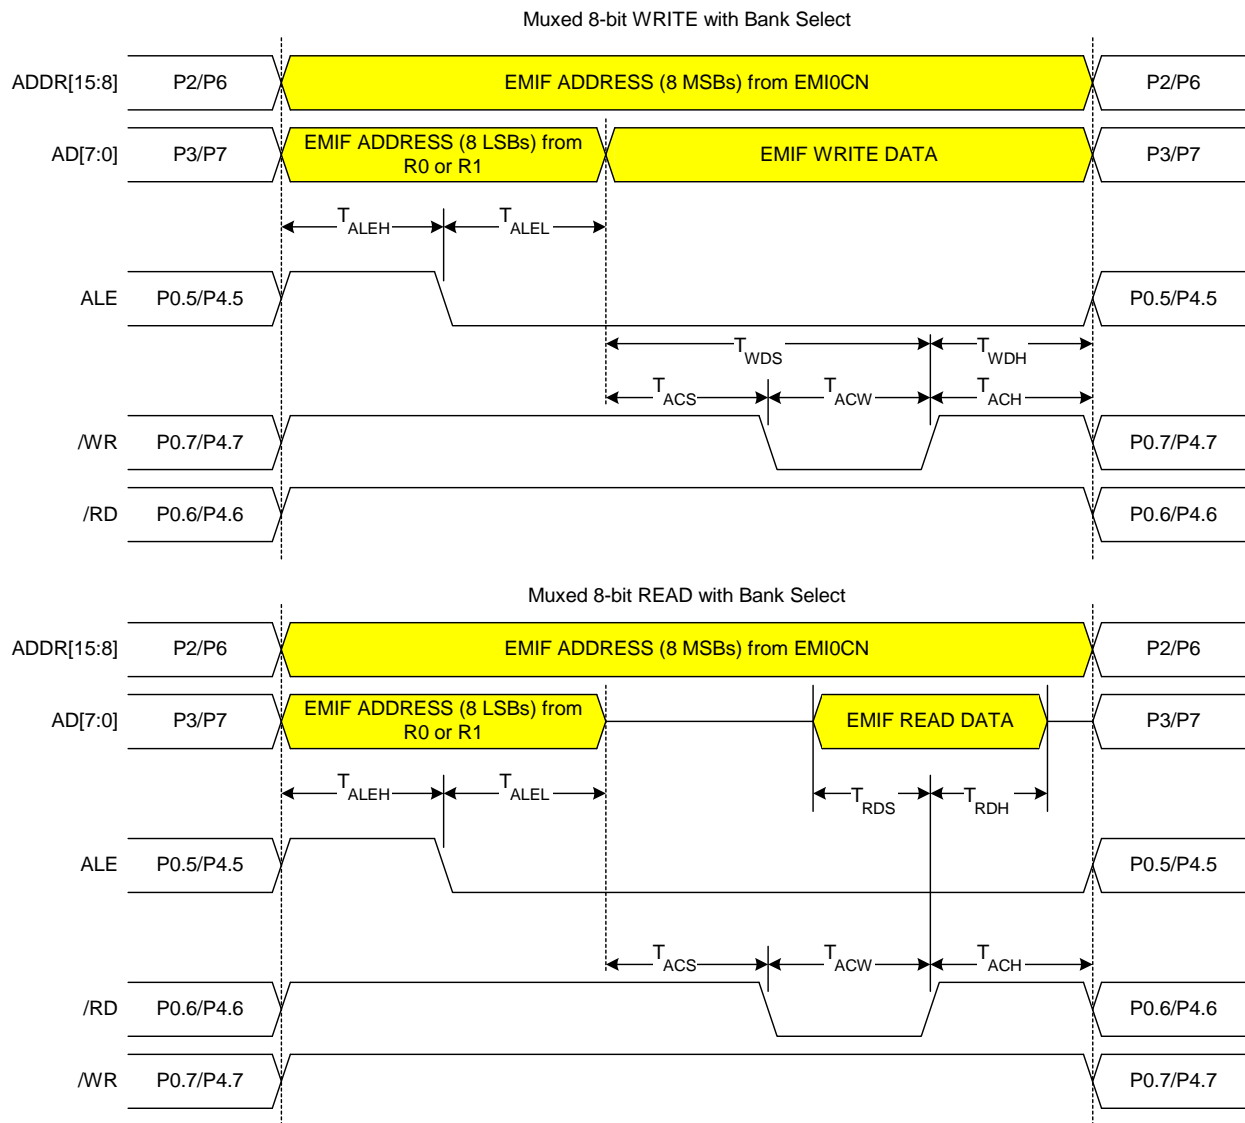 Muxed 8-bit WRITE with Bank Select
ADDR[15:8] P2/P6 EMIF ADDRESS (8 MSBs) from EMI0CN P2/P6
AD[7:0] P3/P7 EMIF ADDRESS (8 LSBs) from R0 or R1 EMIF WRITE DATA P3/P7
TALEH TALEL
ALE P0.5/P4.5 P0.5/P4.5
TWDS TWDH
TACS TACW TACH
/WR P0.7/P4.7 P0.7/P4.7
/RD P0.6/P4.6 P0.6/P4.6
Muxed 8-bit READ with Bank Select
ADDR[15:8] P2/P6 EMIF ADDRESS (8 MSBs) from EMI0CN P2/P6
AD[7:0] P3/P7 EMIF ADDRESS (8 LSBs) from R0 or R1 EMIF READ DATA P3/P7
TALEH TALEL TRDS TRDH
ALE P0.5/P4.5 P0.5/P4.5
TACS TACW TACH
/RD P0.6/P4.6 P0.6/P4.6
/WR P0.7/P4.7 P0.7/P4.7